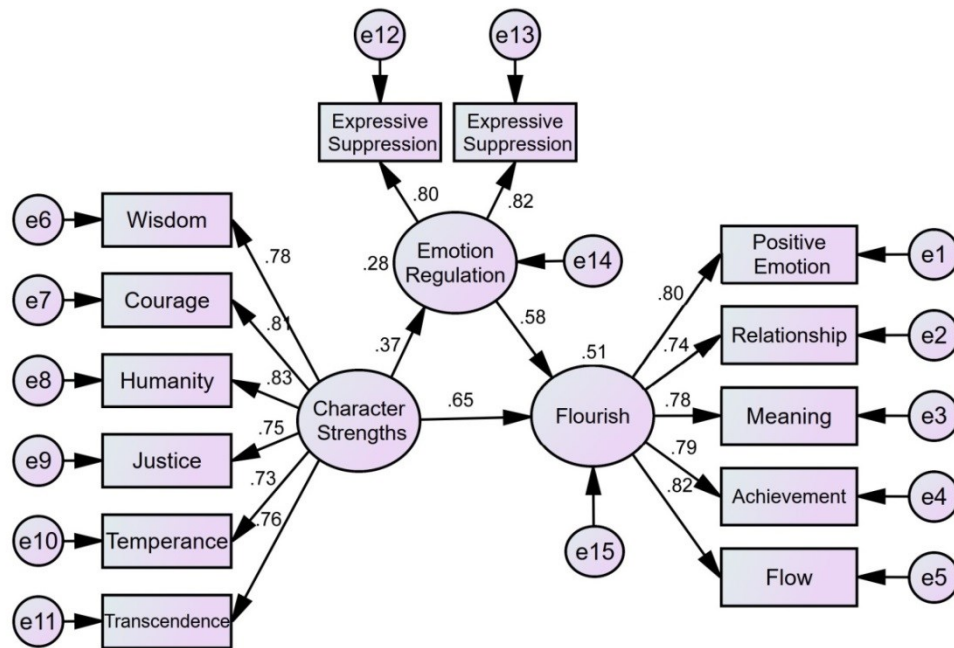 e12
e13
Expressive
Suppression
Expressive
Suppression
.80
.82
e6
Wisdom
.78
Emotion
Regulation
.28
e14
Positive
Emotion
e1
e7
Courage
.81
.58
.80
Relationship
e2
.37
.51
.74
e8
Humanity
.83
Character
Strengths
.65
Flourish
.78
Meaning
e3
e9
Justice
.75
.79
.73
.82
Achievement
e4
e10
Temperance
.76
e15
Flow
e5
e11
Transcendence